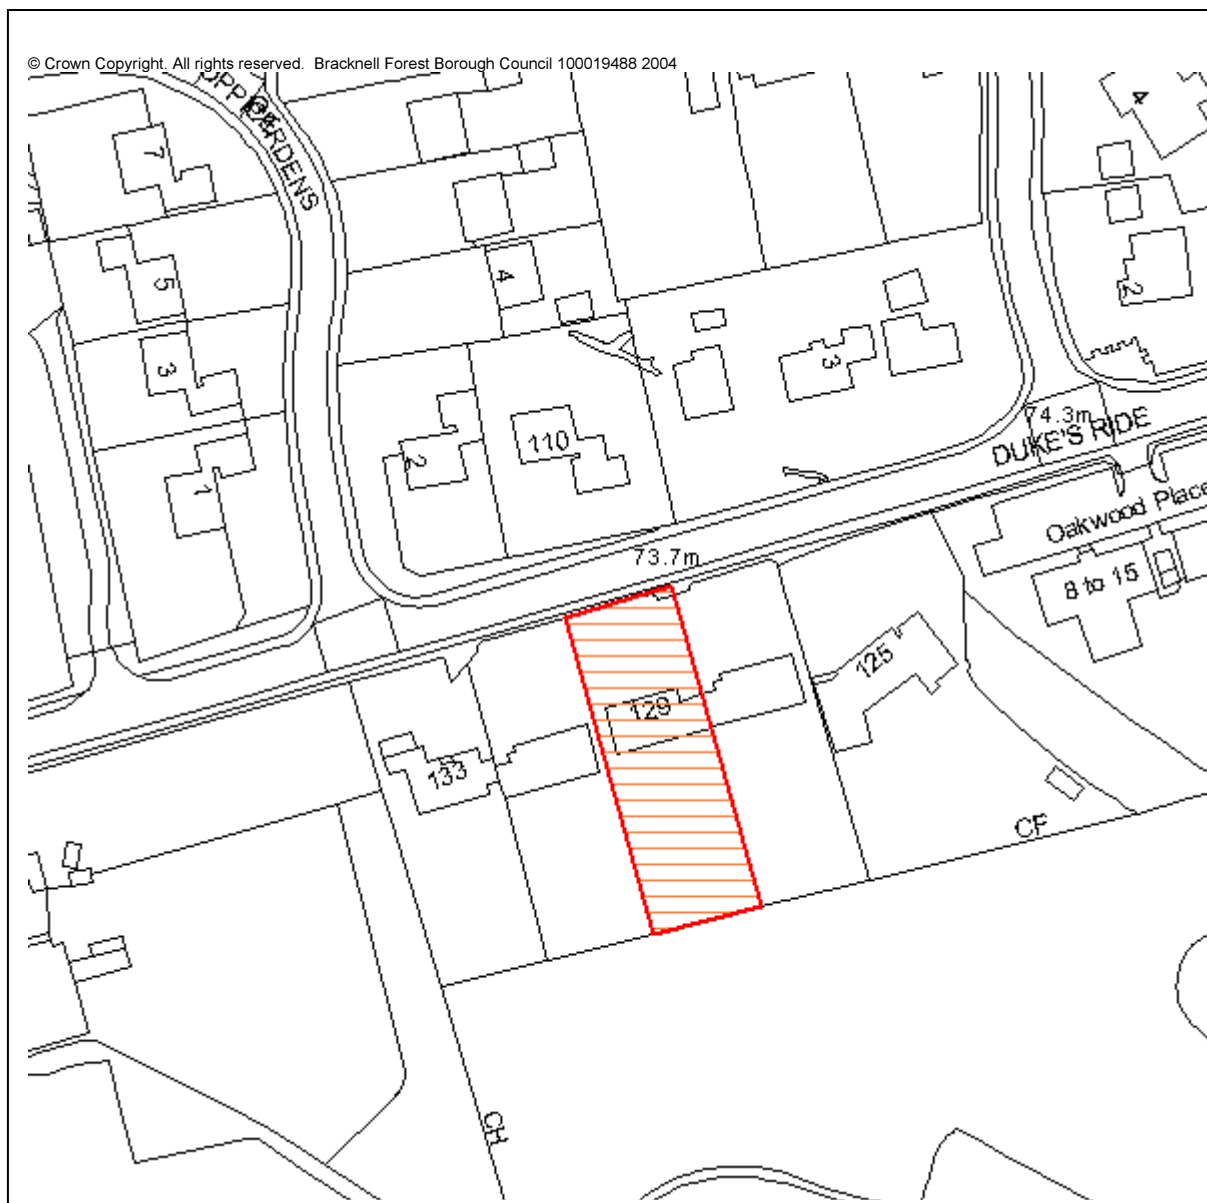 © Crown Copyright. All rights reserved. Bracknell Forest Borough Council 100019488 2004
GARDENS
4
7
2
5
4
3
3
74.3m
DUKE'S RIDE
110
2
1
Oakwood Place
73.7m
8 to 15
125
129
133
CF
CH